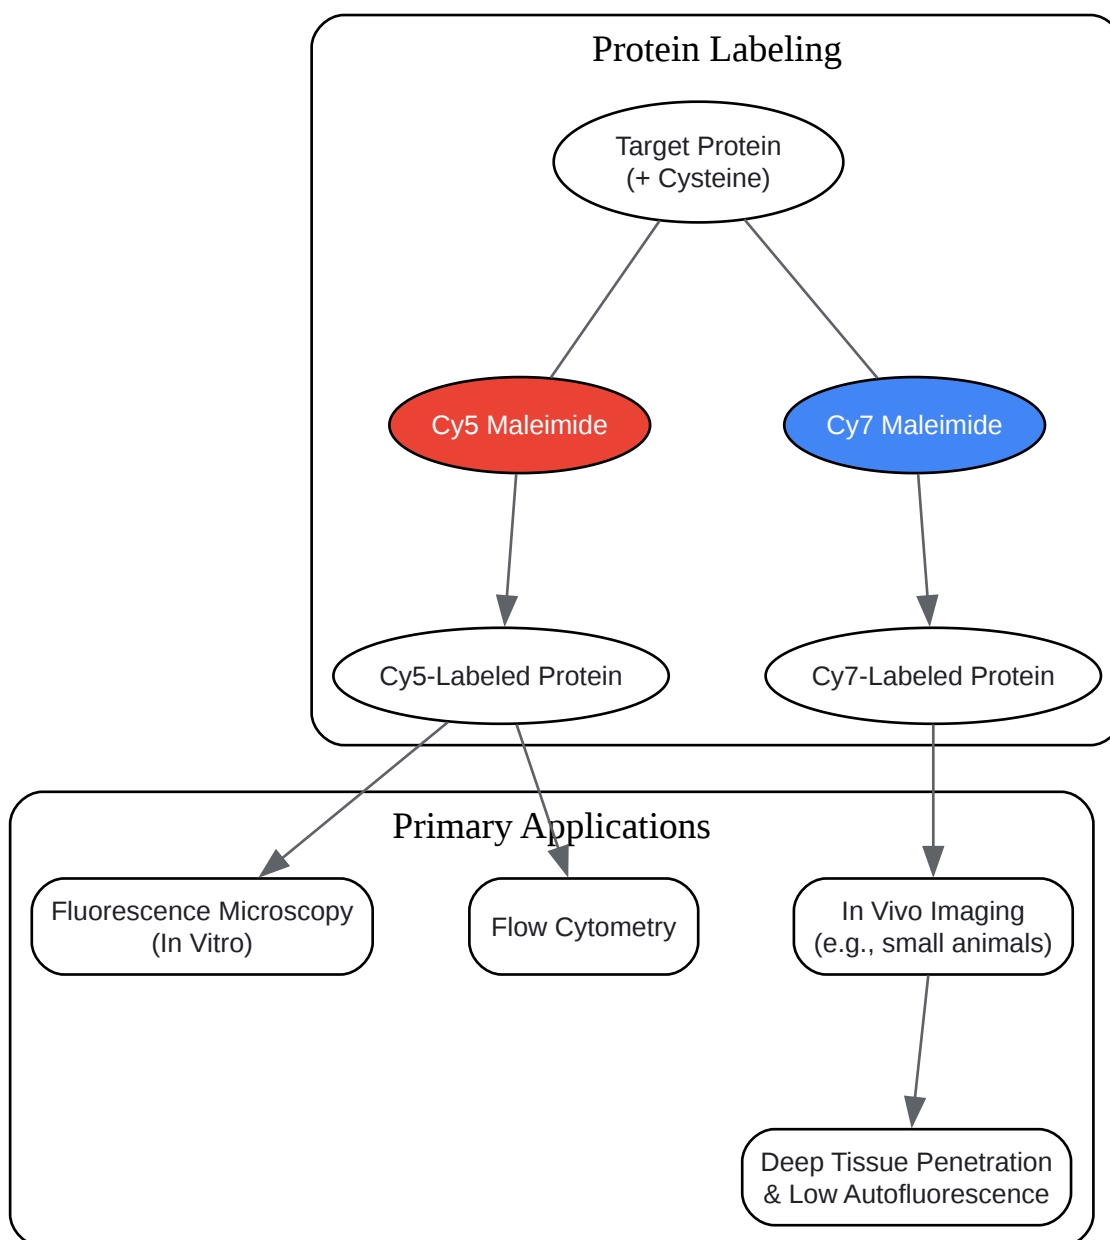 Protein Labeling
Target Protein
(+ Cysteine)
Cy5 Maleimide
Cy7 Maleimide
Cy5-Labeled Protein
Cy7-Labeled Protein
Primary Applications
Fluorescence Microscopy
(In Vitro)
Flow Cytometry
In Vivo Imaging
(e.g., small animals)
Deep Tissue Penetration
& Low Autofluorescence